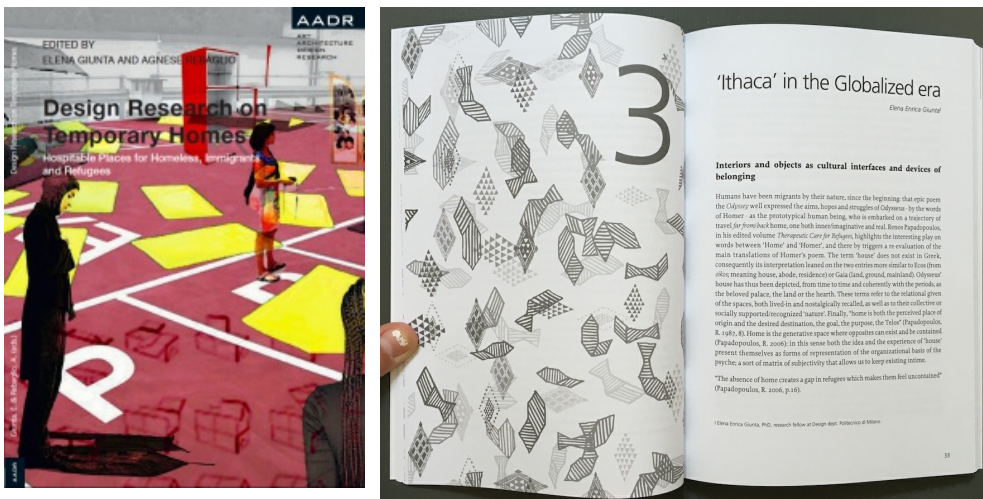 AADR
ART
ARCHITECTURE
DESIGN
RESEARCH
EDITED BY
ELENA GIUNTA AND AGNESE REBAGLIO
Design Research on
Temporary Homes
Hospitable Places for Homeless, Immigrants
and Refugees
Giunta, E. & Rebaglio, A. (eds.)
AADR
P
3
'Ithaca' in the Globalized era
Elena Enrica Giunta¹
Interiors and objects as cultural interfaces and devices of
belonging
Humans have been migrants by their nature, since the beginning: that epic poem
the Odyssey well expressed the aims, hopes and struggles of Odysseus - by the words
of Homer - as the prototypical human being, who is embarked on a trajectory of
travel far from/back home, one both inner/imaginative and real. Renos Papadopoulos,
in his edited volume Therapeutic Care for Refugees, highlights the interesting play on
words between 'Home' and 'Homer', and there by triggers a re-evaluation of the
main translations of Homer's poem. The term 'house' does not exist in Greek,
consequently its interpretation leaned on the two entries more similar to Ecos (from
oikos, meaning house, abode, residence) or Gaia (land, ground, mainland). Odysseus'
house has thus been depicted, from time to time and coherently with the periods, as
the beloved palace, the land or the hearth. These terms refer to the relational given
of the spaces, both lived-in and nostalgically recalled, as well as to their collective or
socially supported/recognized 'nature'. Finally, "home is both the perceived place of
origin and the desired destination, the goal, the purpose, the Telos" (Papadopoulos,
R. 1987, 8). Home is the generative space where opposites can exist and be contained
(Papadopoulos, R. 2006): in this sense both the idea and the experience of 'house'
present themselves as forms of representation of the organizational basis of the
psyche; a sort of matrix of subjectivity that allows us to keep existing intime.
"The absence of home creates a gap in refugees which makes them feel uncontained"
(Papadopoulos, R. 2006, p.16).
¹ Elena Enrica Giunta, PhD, research fellow at Design dept. Politecnico di Milano.